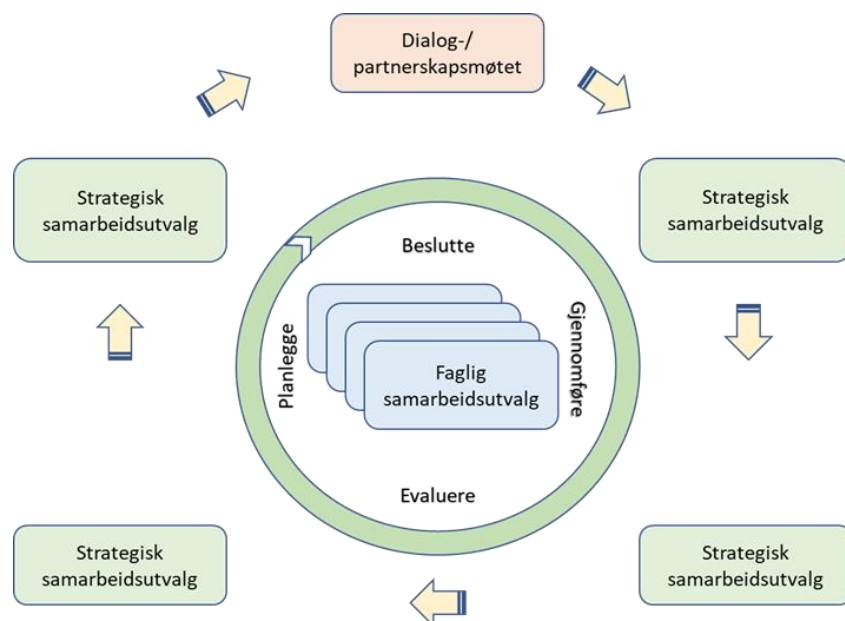 Dialog-/
partnerskapsmøtet
Strategisk
samarbeidsutvalg
Strategisk
samarbeidsutvalg
Beslutte
Planlegge
Gjennomføre
Faglig
samarbeidsutvalg
Evaluere
Strategisk
samarbeidsutvalg
Strategisk
samarbeidsutvalg